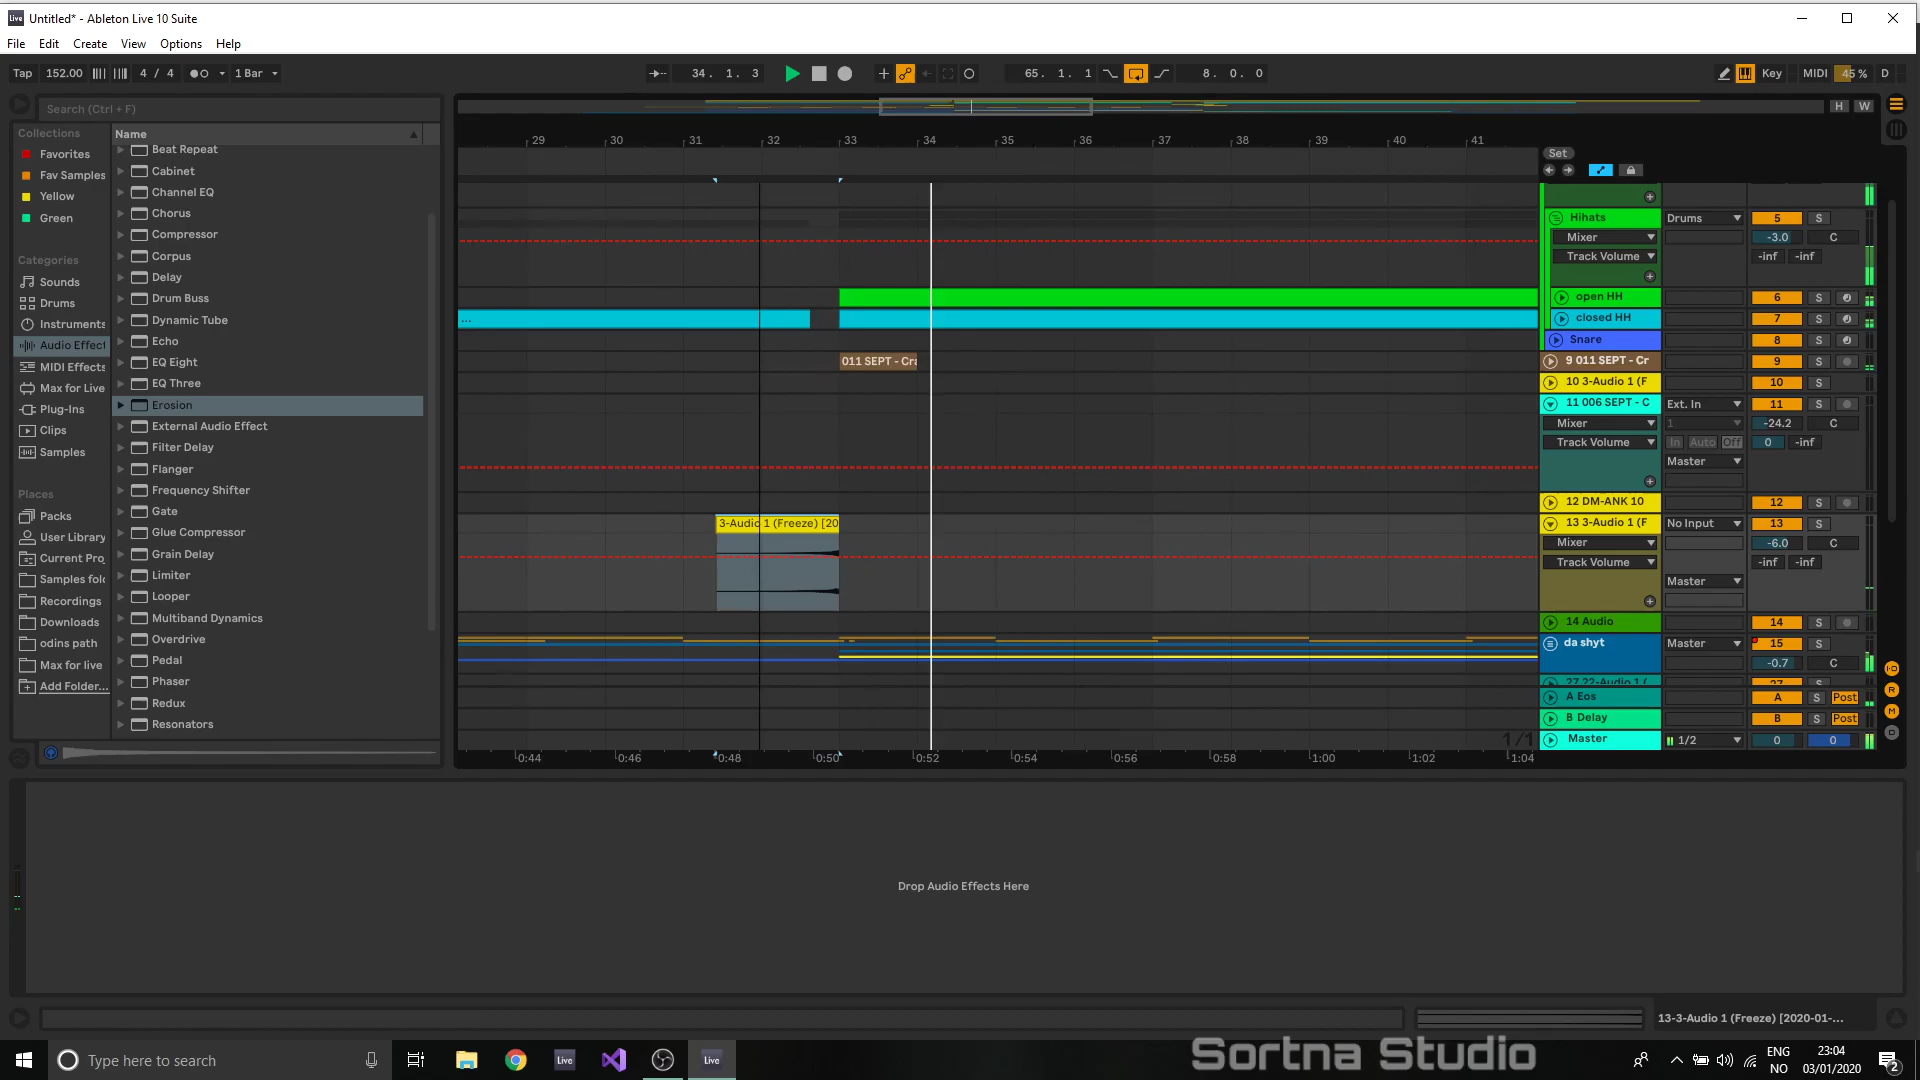 Untitled* - Ableton Live 10 Suite
File Edit Create View Options Help
Tap 152.00 4 / 4 1 Bar 34. 1. 3 65. 1. 1 8. 0. 0 Key MIDI 45 % D
Search (Ctrl + F)
H W
Collections
Favorites
Fav Samples
Yellow
Green
Categories
Sounds
Drums
Instruments
Audio Effect
MIDI Effects
Max for Live
Plug-Ins
Clips
Samples
Places
Packs
User Library
Current Pro
Samples fold
Recordings
Downloads
odins path
Max for live
Add Folder...
Name
Beat Repeat
Cabinet
Channel EQ
Chorus
Compressor
Corpus
Delay
Drum Buss
Dynamic Tube
Echo
EQ Eight
EQ Three
Erosion
External Audio Effect
Filter Delay
Flanger
Frequency Shifter
Gate
Glue Compressor
Grain Delay
Limiter
Looper
Multiband Dynamics
Overdrive
Pedal
Phaser
Redux
Resonators
29 30 31 32 33 34 35 36 37 38 39 40 41
Set
...
011 SEPT - Cra
3-Audio 1 (Freeze) [20
1/1
0:44 0:46 0:48 0:50 0:52 0:54 0:56 0:58 1:00 1:02 1:04
Hihats Drums 5 S
Mixer -3.0 C
Track Volume -inf -inf
open HH 6 S
closed HH 7 S
Snare 8 S
9 011 SEPT - Cr 9 S
10 3-Audio 1 (F 10 S
11 006 SEPT - C Ext. In 11 S
Mixer 1 -24.2 C
Track Volume In Auto Off 0 -inf
Master
12 DM-ANK 10 12 S
13 3-Audio 1 (F No Input 13 S
Mixer -6.0 C
Track Volume -inf -inf
Master
14 Audio 14 S
da shyt Master 15 S
-0.7 C
27 22-Audio 1 ( 27 S
A Eos A S Post
B Delay B S Post
Master 1/2 0 0
I·O
R
M
D
Drop Audio Effects Here
13-3-Audio 1 (Freeze) [2020-01-...
Type here to search
Live
Live
Sortna Studio
ENG
NO
23:04
03/01/2020
2